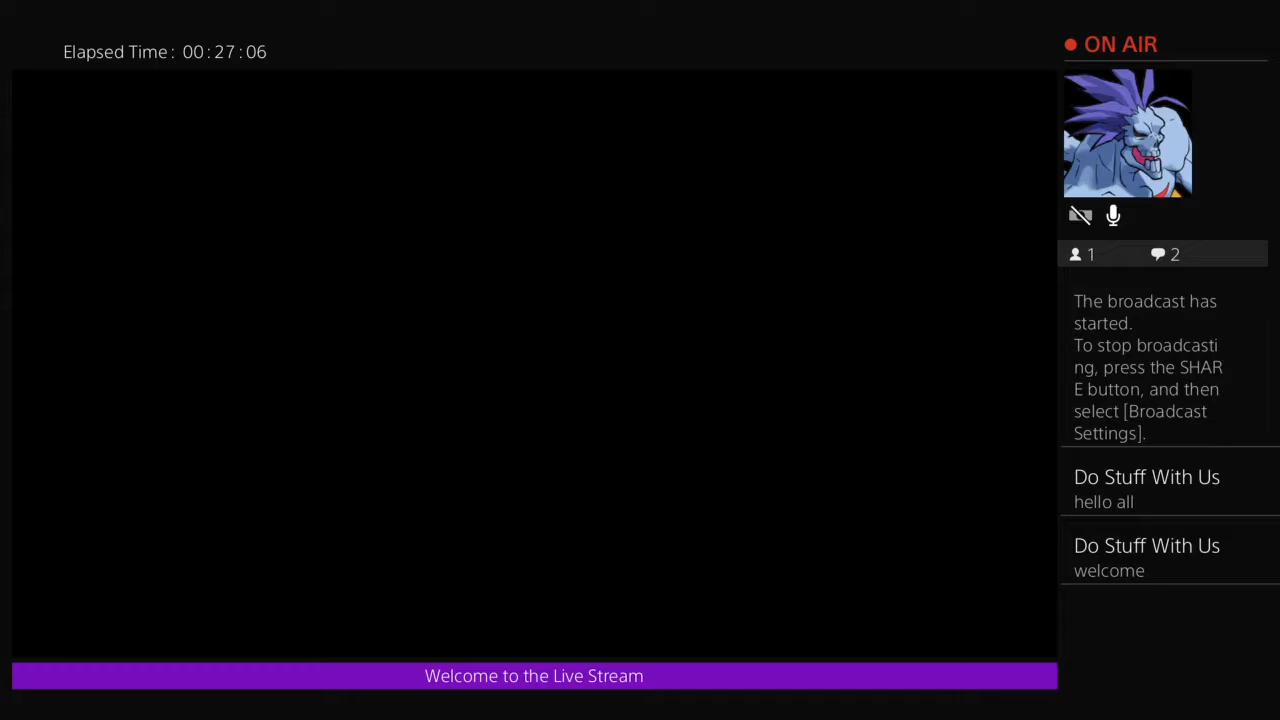 Elapsed Time: 00:27:06
ON AIR
1 2
The broadcast has
started.
To stop broadcasti
ng, press the SHAR
E button, and then
select [Broadcast
Settings].
Do Stuff With Us
hello all
Do Stuff With Us
welcome
Welcome to the Live Stream